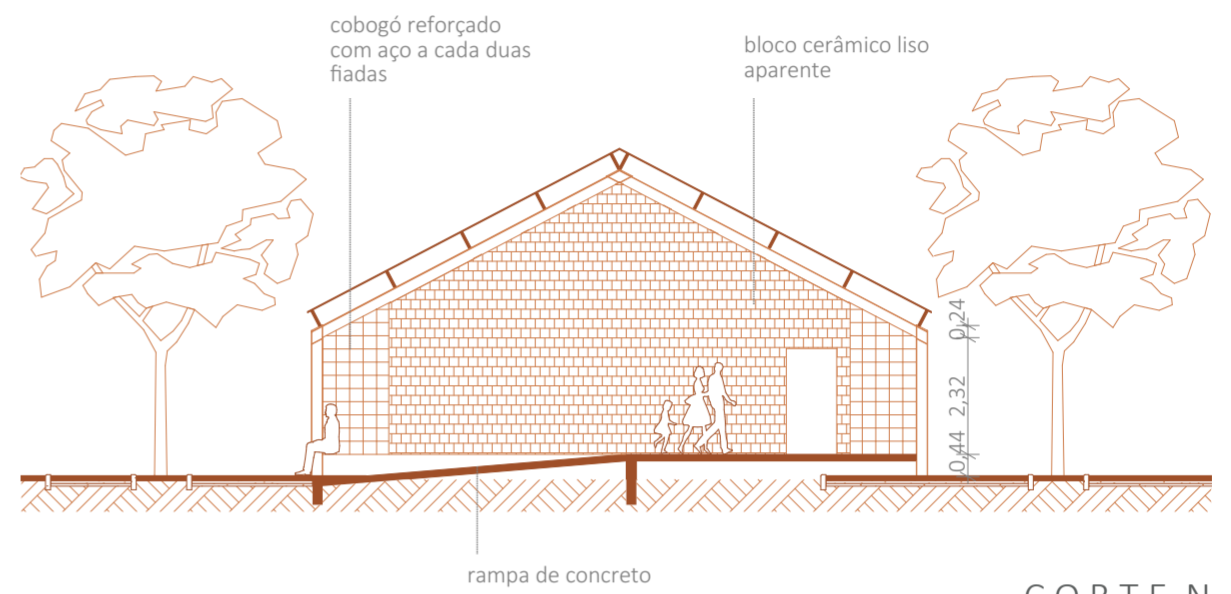 cobogó reforçado
com aço a cada duas
fiadas
bloco cerâmico liso
aparente
0,24
2,32
0,44
rampa de concreto
CORTE N